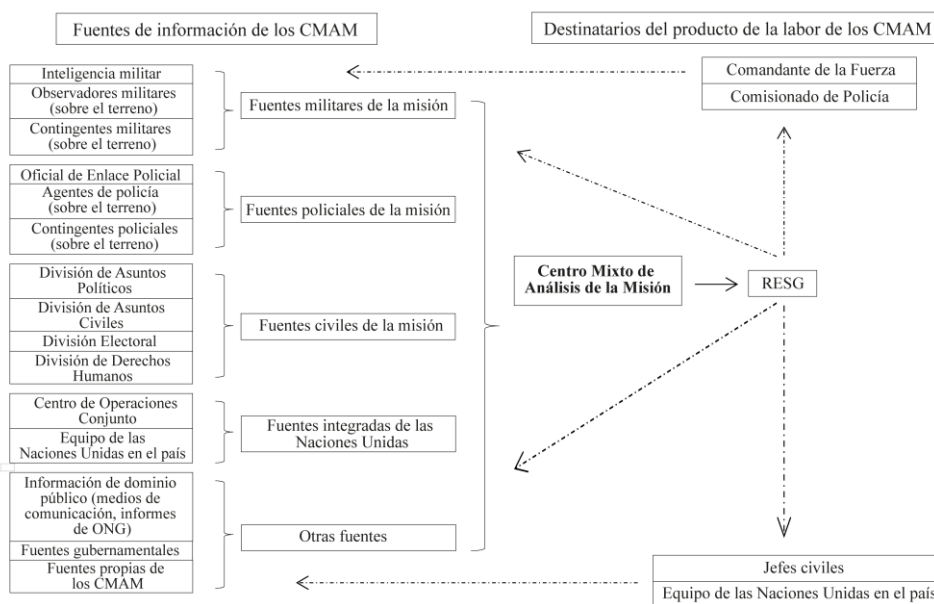 Fuentes de información de los CMAM
Destinatarios del producto de la labor de los CMAM
Inteligencia militar
Observadores militares
(sobre el terreno)
Contingentes militares
(sobre el terreno)
Fuentes militares de la misión
Comandante de la Fuerza
Comisionado de Policía
Oficial de Enlace Policial
Agentes de policía
(sobre el terreno)
Contingentes policiales
(sobre el terreno)
Fuentes policiales de la misión
División de Asuntos
Políticos
División de Asuntos
Civiles
División Electoral
División de Derechos
Humanos
Fuentes civiles de la misión
Centro Mixto de
Análisis de la Misión
RESG
Centro de Operaciones
Conjunto
Equipo de las
Naciones Unidas en el país
Fuentes integradas de las
Naciones Unidas
Información de dominio
público (medios de
comunicación, informes
de ONG)
Fuentes gubernamentales
Fuentes propias de
los CMAM
Otras fuentes
Jefes civiles
Equipo de las Naciones Unidas en el país